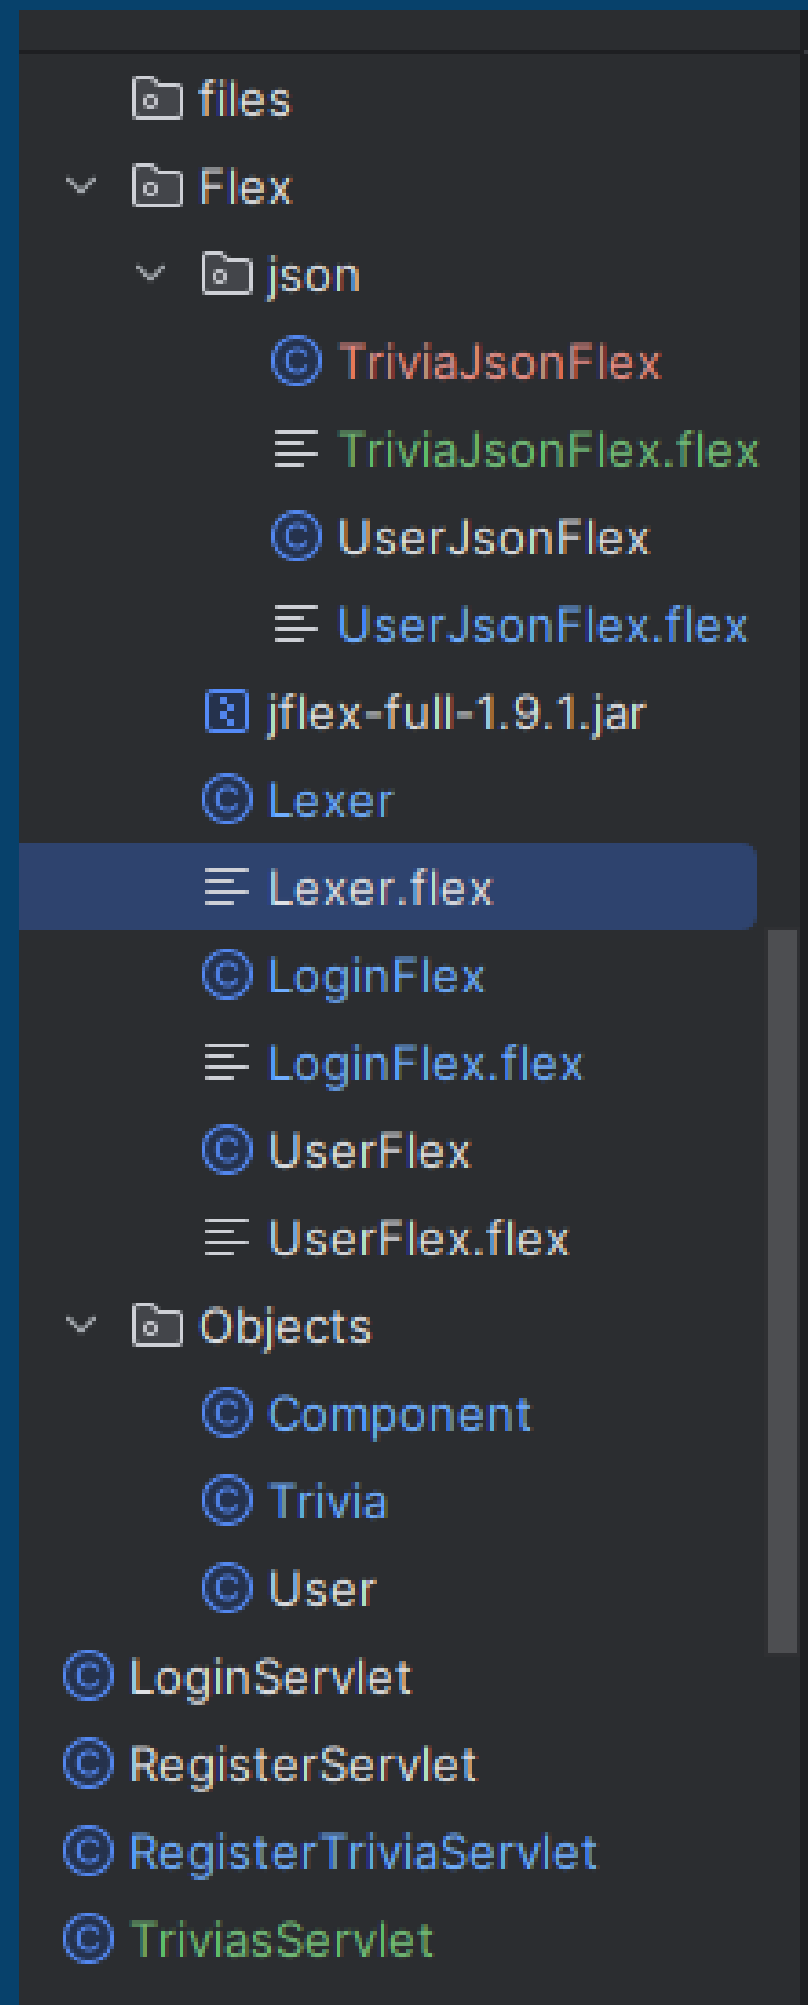 files
Flex
json
TriviaJsonFlex
TriviaJsonFlex.flex
UserJsonFlex
UserJsonFlex.flex
jflex-full-1.9.1.jar
Lexer
Lexer.flex
LoginFlex
LoginFlex.flex
UserFlex
UserFlex.flex
Objects
Component
Trivia
User
LoginServlet
RegisterServlet
RegisterTriviaServlet
TriviasServlet